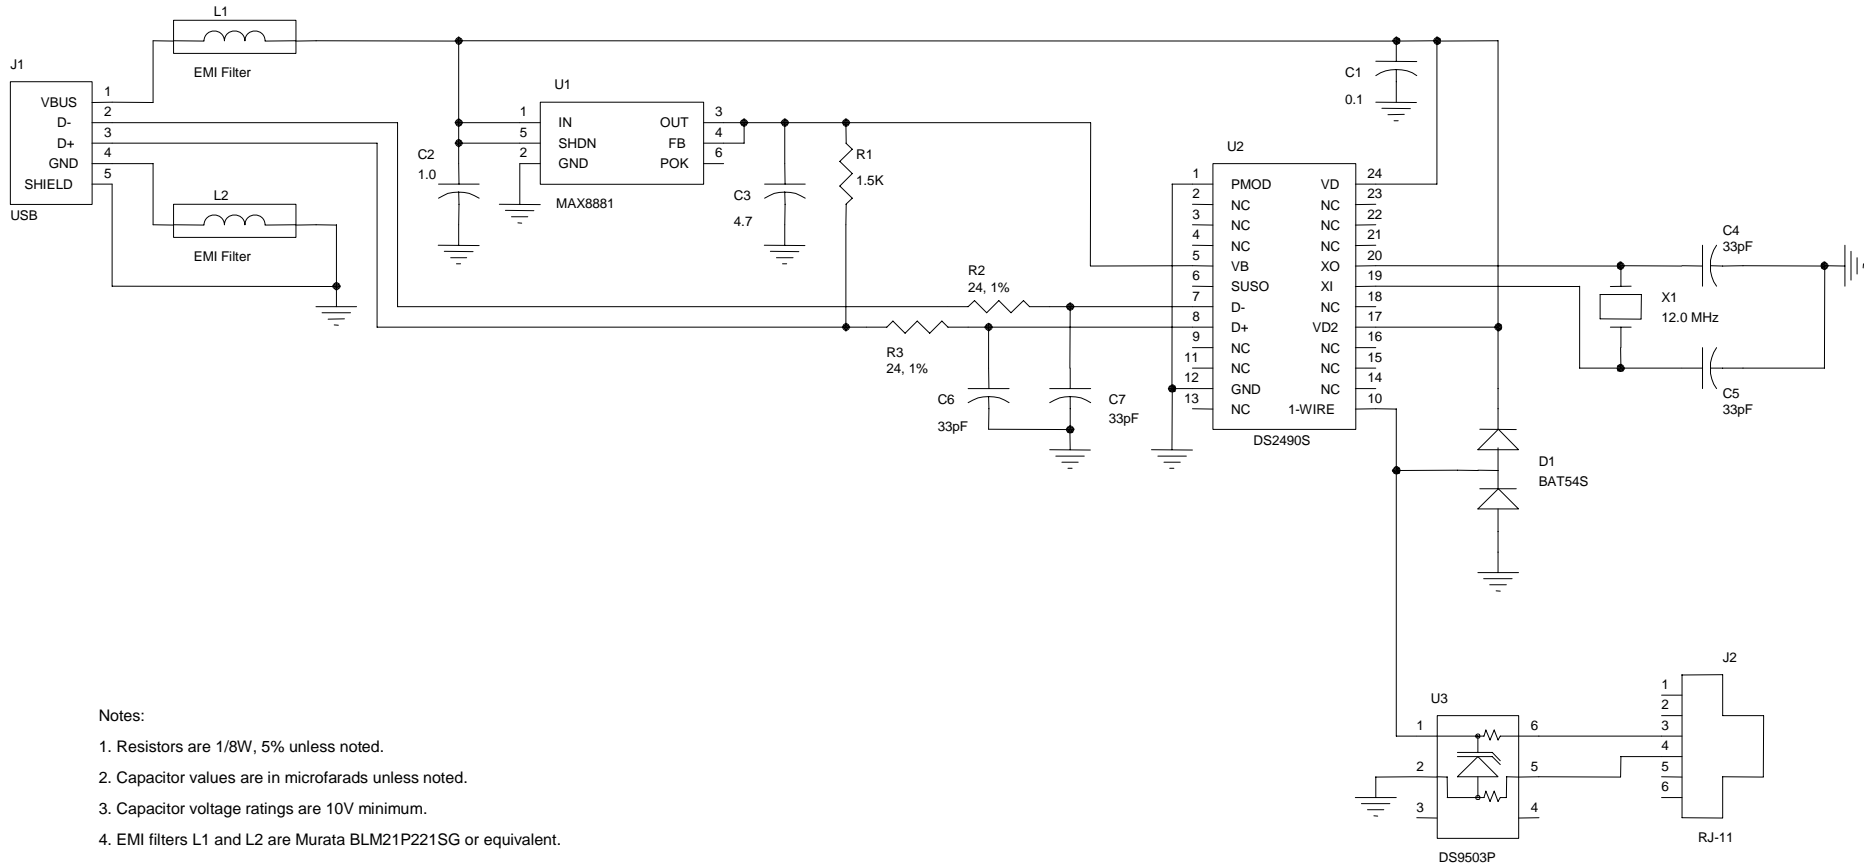 L1
EMI Filter
J1
VBUS 1
D- 2
D+ 3
GND 4
SHIELD 5
USB
L2
EMI Filter
C2
1.0
U1
1 IN OUT 3
5 SHDN FB 4
2 GND POK 6
MAX8881
C3
4.7
R1
1.5K
C1
0.1
R2
24, 1%
R3
24, 1%
C6
33pF
C7
33pF
U2
1 PMOD VD 24
2 NC NC 23
3 NC NC 22
4 NC NC 21
5 VB XO 20
6 SUSO XI 19
7 D- NC 18
8 D+ VD2 17
9 NC NC 16
11 NC NC 15
12 GND NC 14
13 NC 1-WIRE 10
DS2490S
C4
33pF
X1
12.0 MHz
C5
33pF
D1
BAT54S
U3
1 6
2 5
3 4
DS9503P
J2
1
2
3
4
5
6
RJ-11
Notes:
1. Resistors are 1/8W, 5% unless noted.
2. Capacitor values are in microfarads unless noted.
3. Capacitor voltage ratings are 10V minimum.
4. EMI filters L1 and L2 are Murata BLM21P221SG or equivalent.